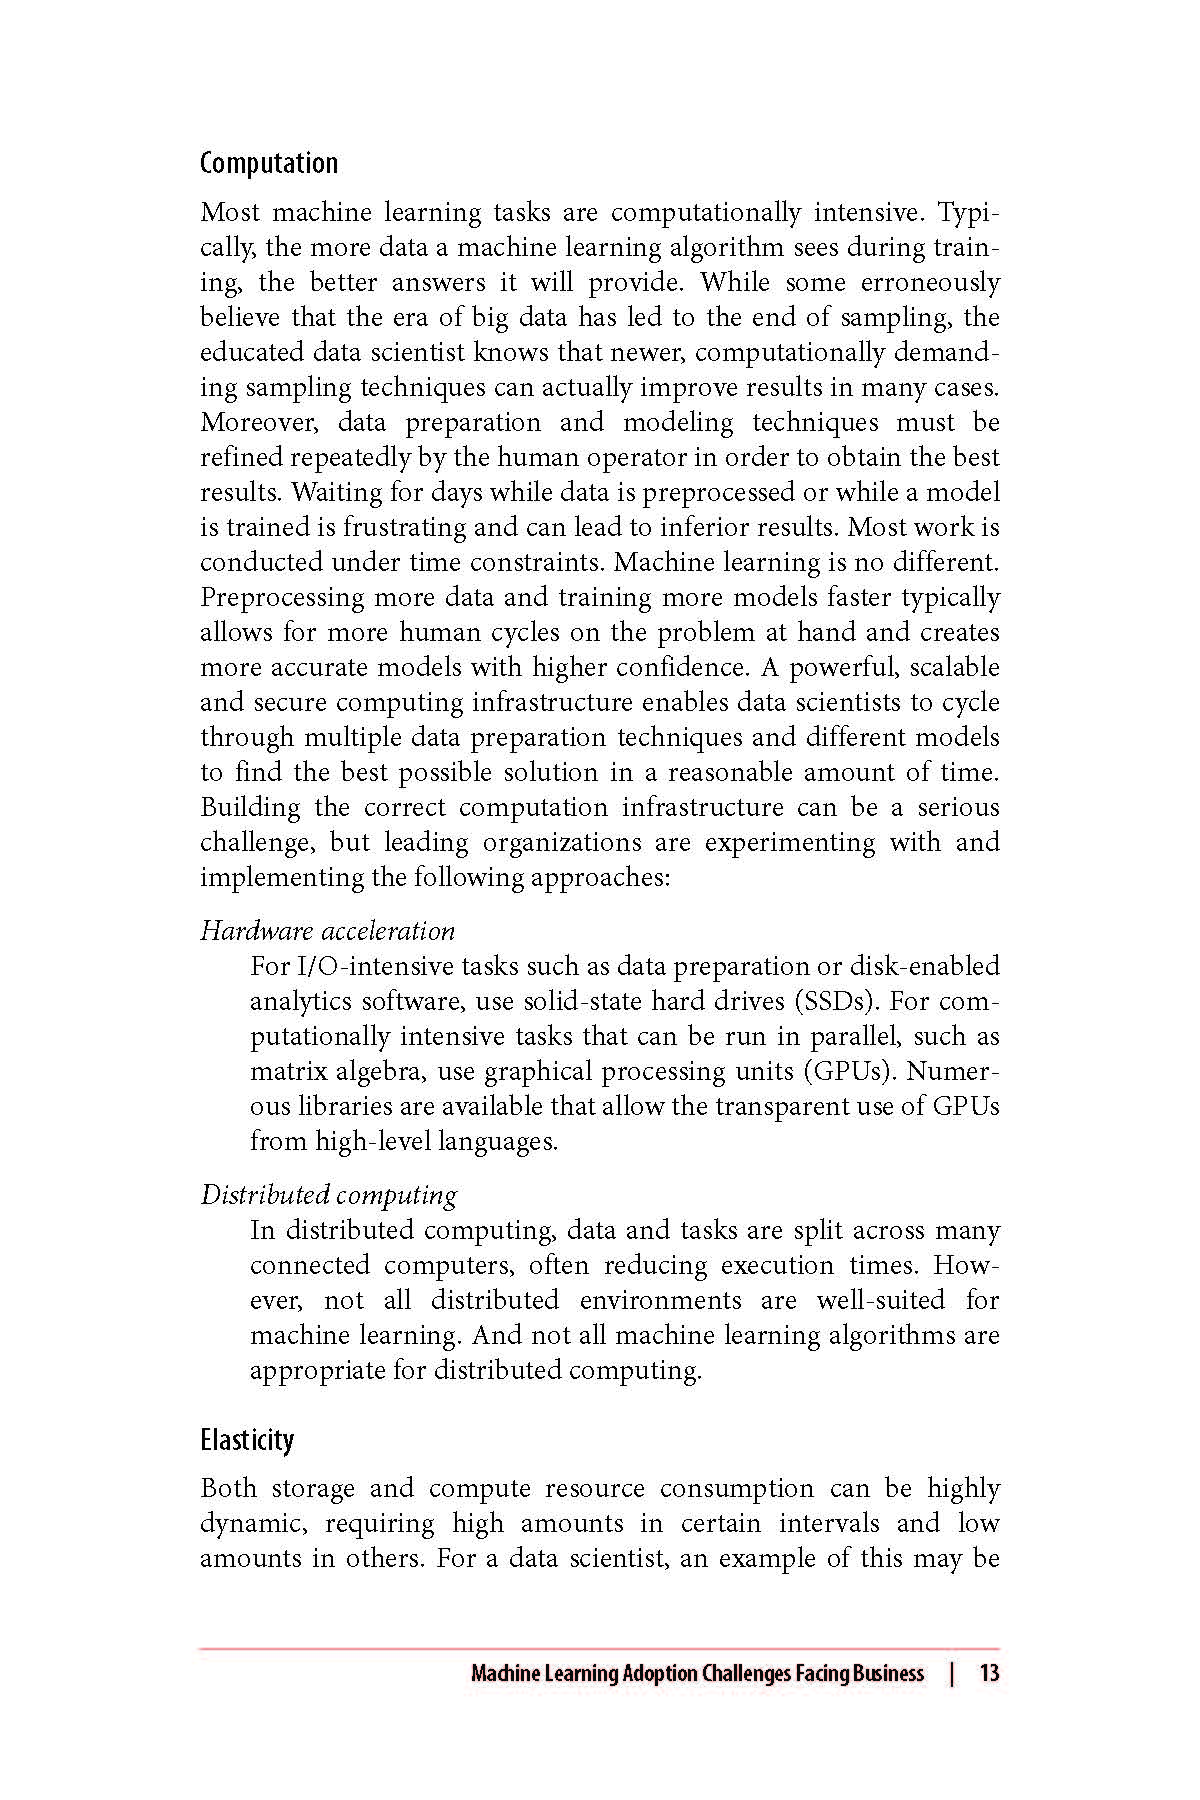 Computation
Most machine learning tasks are computationally intensive. Typi-
cally, the more data a machine learning algorithm sees during train-
ing, the better answers it will provide. While some erroneously
believe that the era of big data has led to the end of sampling, the
educated data scientist knows that newer, computationally demand-
ing sampling techniques can actually improve results in many cases.
Moreover, data preparation and modeling techniques must be
refined repeatedly by the human operator in order to obtain the best
results. Waiting for days while data is preprocessed or while a model
is trained is frustrating and can lead to inferior results. Most work is
conducted under time constraints. Machine learning is no different.
Preprocessing more data and training more models faster typically
allows for more human cycles on the problem at hand and creates
more accurate models with higher confidence. A powerful, scalable
and secure computing infrastructure enables data scientists to cycle
through multiple data preparation techniques and different models
to find the best possible solution in a reasonable amount of time.
Building the correct computation infrastructure can be a serious
challenge, but leading organizations are experimenting with and
implementing the following approaches:
Hardware acceleration
For I/O-intensive tasks such as data preparation or disk-enabled
analytics software, use solid-state hard drives (SSDs). For com-
putationally intensive tasks that can be run in parallel, such as
matrix algebra, use graphical processing units (GPUs). Numer-
ous libraries are available that allow the transparent use of GPUs
from high-level languages.
Distributed computing
In distributed computing, data and tasks are split across many
connected computers, often reducing execution times. How-
ever, not all distributed environments are well-suited for
machine learning. And not all machine learning algorithms are
appropriate for distributed computing.
Elasticity
Both storage and compute resource consumption can be highly
dynamic, requiring high amounts in certain intervals and low
amounts in others. For a data scientist, an example of this may be
Machine Learning Adoption Challenges Facing Business | 13